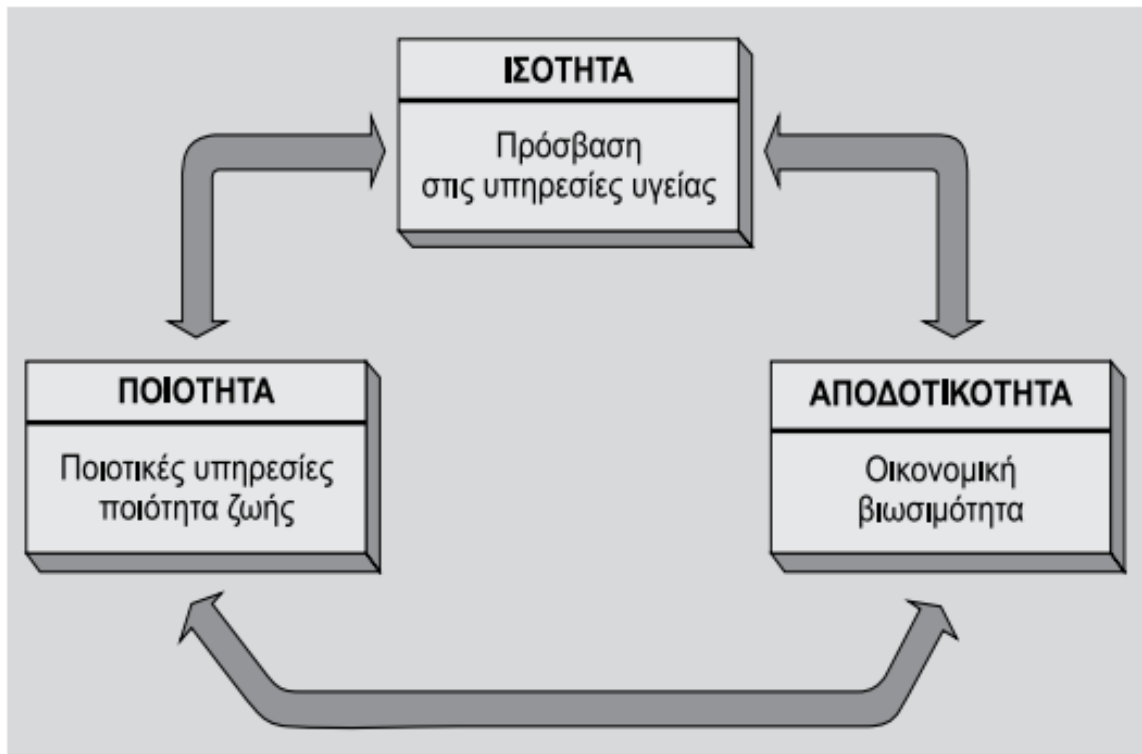 ΙΣΟΤΗΤΑ
Πρόσβαση
στις υπηρεσίες υγείας
ΠΟΙΟΤΗΤΑ
Ποιοτικές υπηρεσίες
ποιότητα ζωής
ΑΠΟΔΟΤΙΚΟΤΗΤΑ
Οικονομική
βιωσιμότητα